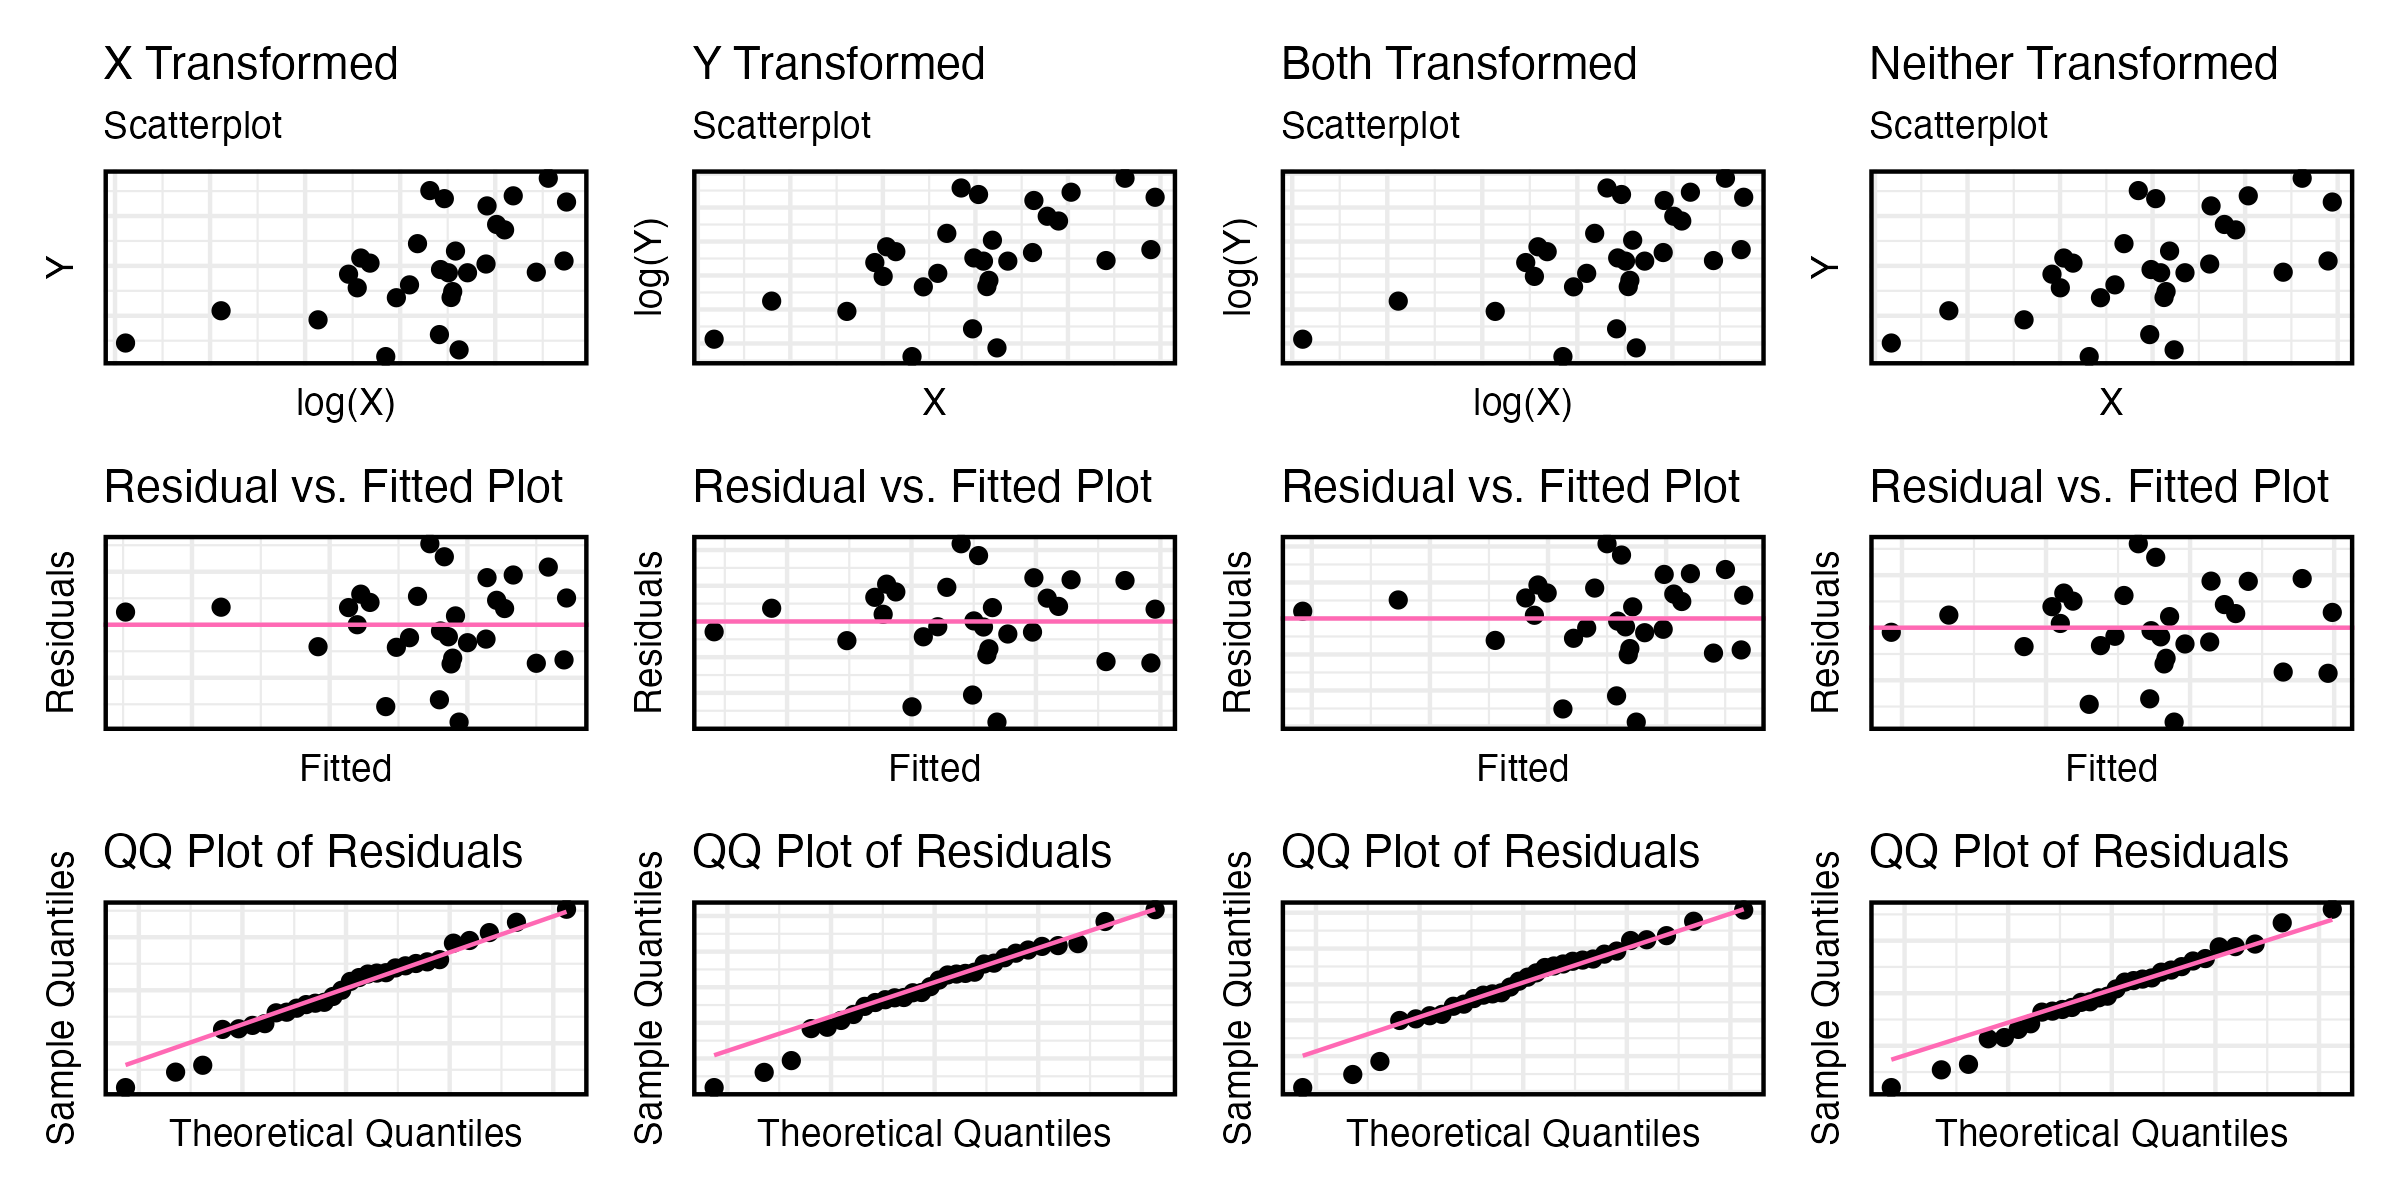 X Transformed
Y Transformed
Both Transformed
Neither Transformed
Scatterplot
Scatterplot
Scatterplot
Scatterplot
Y
log(Y)
log(Y)
Y
log(X)
X
log(X)
X
Residual vs. Fitted Plot
Residual vs. Fitted Plot
Residual vs. Fitted Plot
Residual vs. Fitted Plot
Residuals
Residuals
Residuals
Residuals
Fitted
Fitted
Fitted
Fitted
QQ Plot of Residuals
QQ Plot of Residuals
QQ Plot of Residuals
QQ Plot of Residuals
Sample Quantiles
Sample Quantiles
Sample Quantiles
Sample Quantiles
Theoretical Quantiles
Theoretical Quantiles
Theoretical Quantiles
Theoretical Quantiles